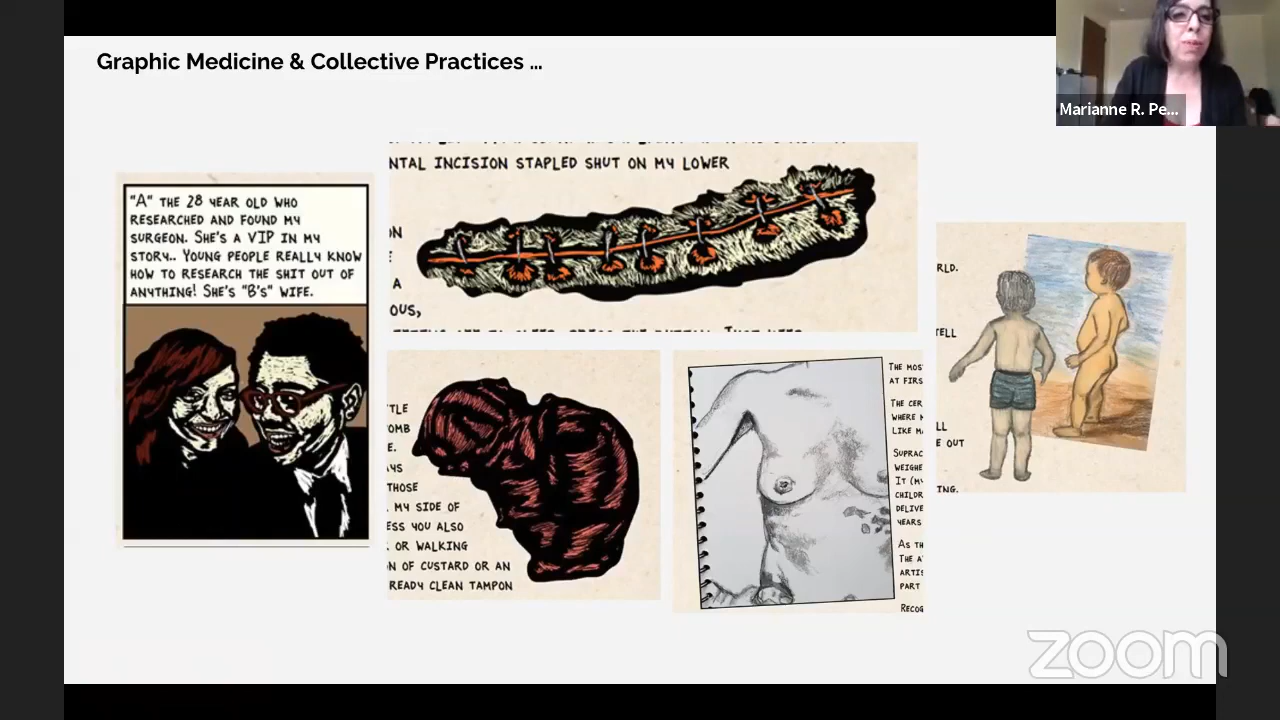 Graphic Medicine & Collective Practices ...
Marianne R. Pe...
"A" THE 28 YEAR OLD WHO
RESEARCHED AND FOUND MY
SURGEON. SHE'S A VIP IN MY
STORY.. YOUNG PEOPLE REALLY KNOW
HOW TO RESEARCH THE SHIT OUT OF
ANYTHING! SHE'S "B'S" WIFE.
NTAL INCISION STAPLED SHUT ON MY LOWER
ON
E
A
OUS,
TLE
OMB
E.
AYS
THOSE
MY SIDE OF
ESS YOU ALSO
OR WALKING
N OF CUSTARD OR AN
READY CLEAN TAMPON
THE MOS
AT FIRS
THE CER
WHERE
LIKE M
SUPRAC
WEIGHE
IT (M
CHILDR
DELIVE
YEARS
AS TH
THE A
ARTIS
PART
RECOG
RLD.
TELL
LL
E OUT
ING.
zoom